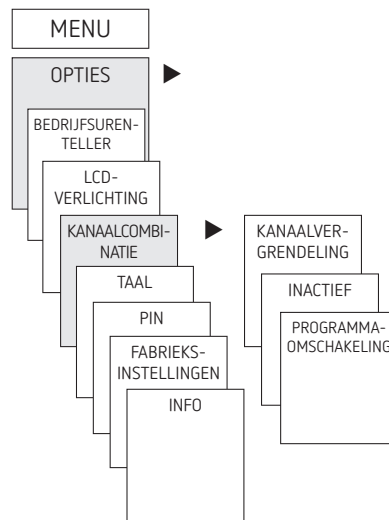 MENU
OPTIES
BEDRIJFSUREN-
TELLER
LCD-
VERLICHTING
KANAALCOMBI-
NATIE
TAAL
PIN
FABRIEKS-
INSTELLINGEN
INFO
KANAALVER-
GRENDELING
INACTIEF
PROGRAMMA-
OMSCHAKELING